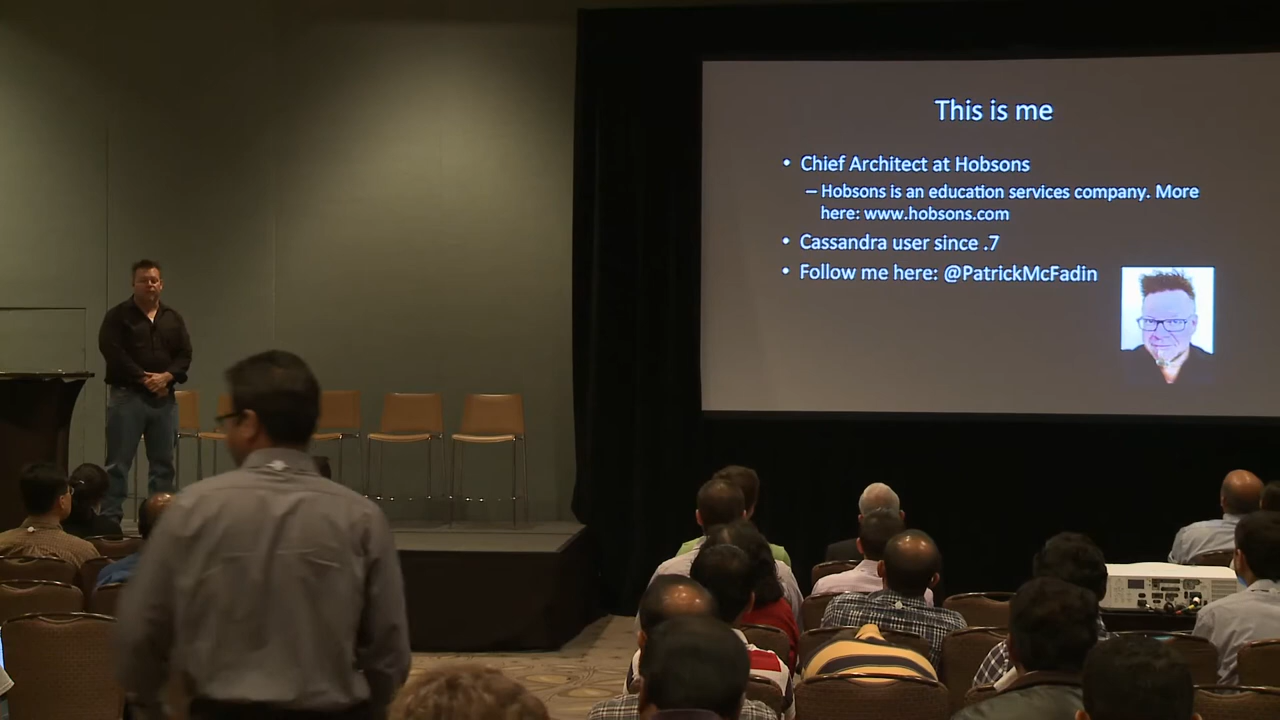 This is me
• Chief Architect at Hobsons
– Hobsons is an education services company. More
here: www.hobsons.com
• Cassandra user since .7
• Follow me here: @PatrickMcFadin